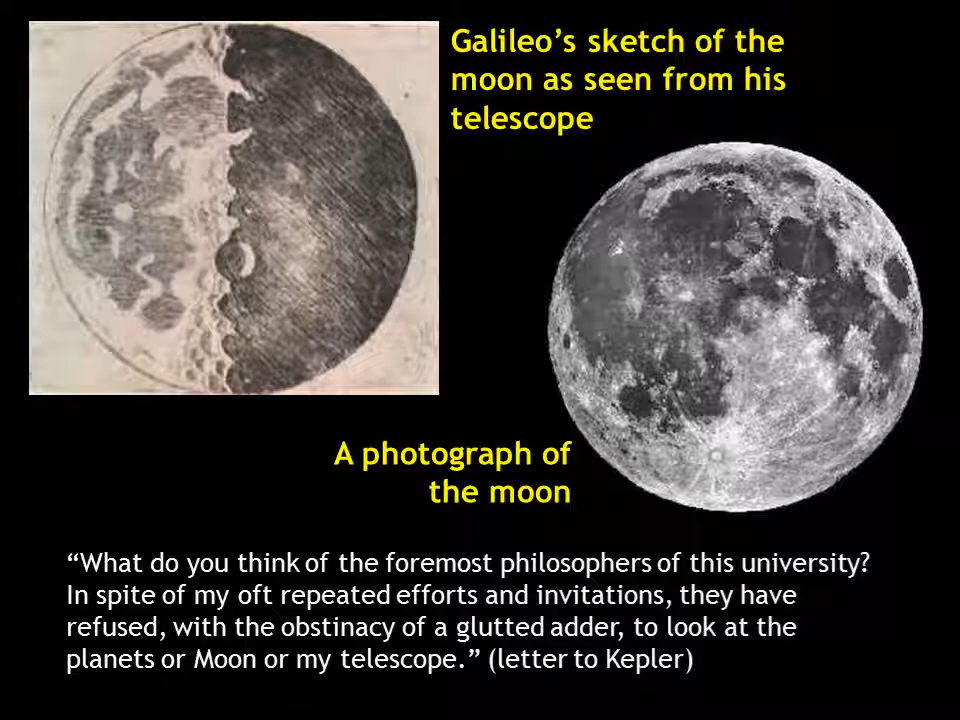 Galileo’s sketch of the
moon as seen from his
telescope
A photograph of
the moon
“What do you think of the foremost philosophers of this university?
In spite of my oft repeated efforts and invitations, they have
refused, with the obstinacy of a glutted adder, to look at the
planets or Moon or my telescope.” (letter to Kepler)